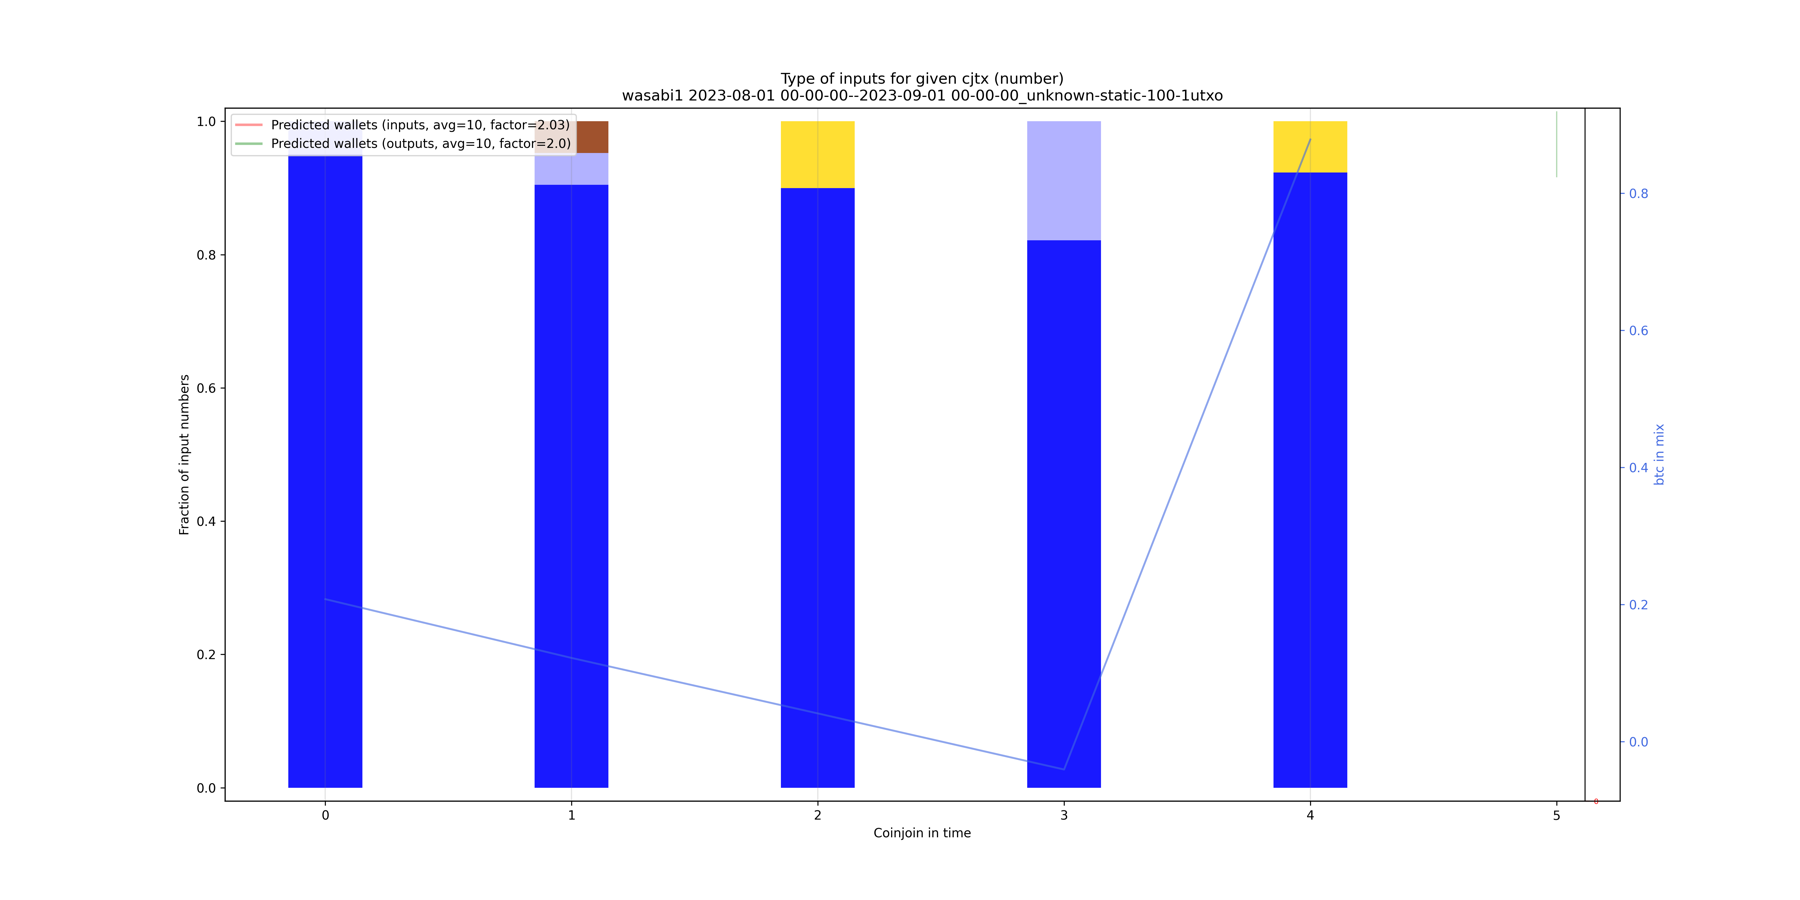 Type of inputs for given cjtx (number)
wasabi1 2023-08-01 00-00-00--2023-09-01 00-00-00_unknown-static-100-1utxo
Predicted wallets (inputs, avg=10, factor=2.03)
Predicted wallets (outputs, avg=10, factor=2.0)
1.0
0.8
0.6
0.4
0.2
0.0
Fraction of input numbers
0
1
2
3
4
5
Coinjoin in time
0.8
0.6
0.4
0.2
0.0
btc in mix
0